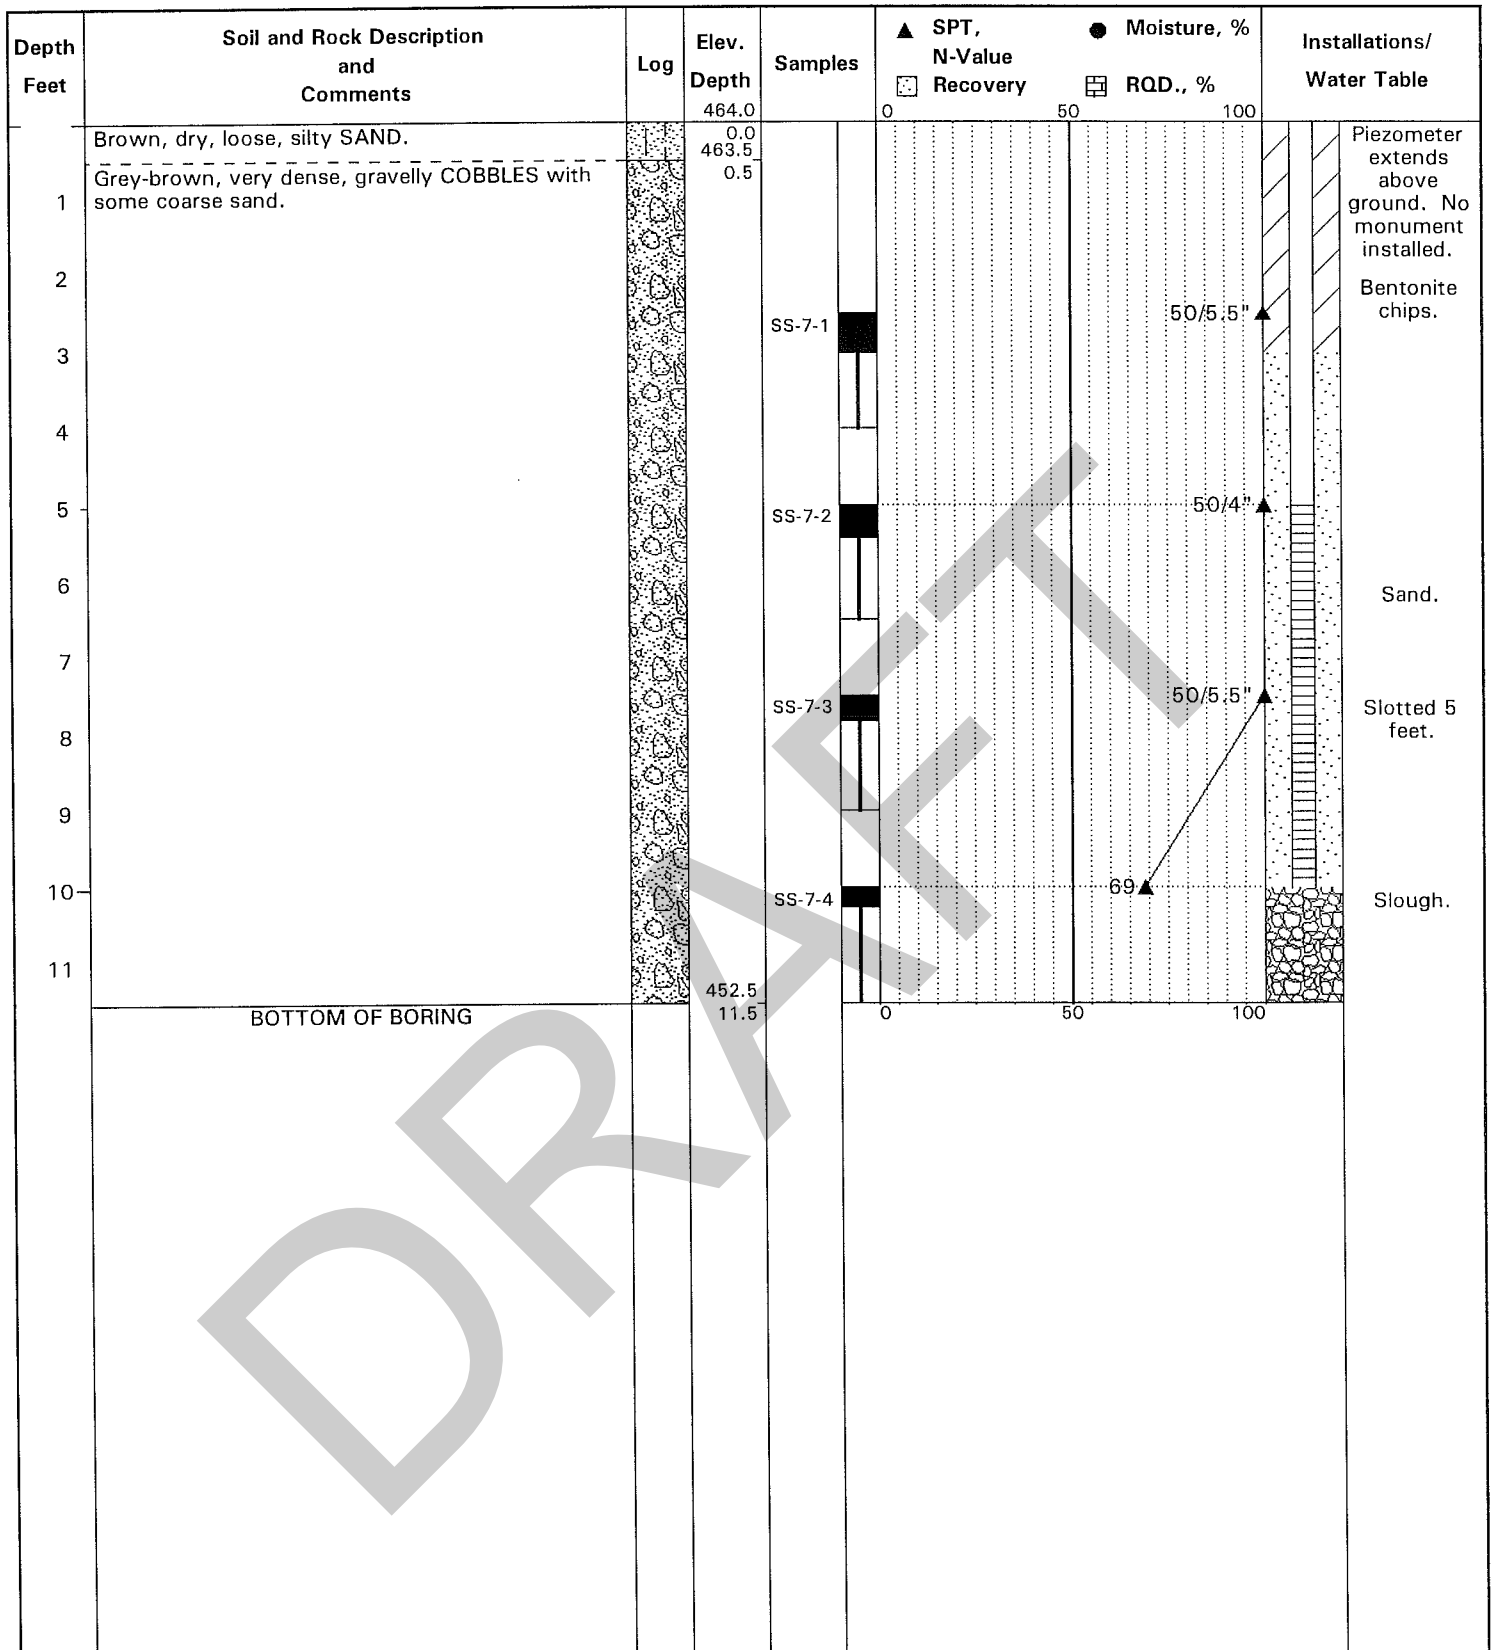 Depth
Feet
Soil and Rock Description
and
Comments
Log
Elev.
Depth
464.0
Samples
▲ SPT,
N-Value
● Moisture, %
Recovery
RQD., %
0 50 100
Installations/
Water Table
Brown, dry, loose, silty SAND.
0.0
463.5
0.5
Grey-brown, very dense, gravelly COBBLES with
some coarse sand.
Piezometer
extends
above
ground. No
monument
installed.
Bentonite
chips.
1
2
SS-7-1
50/5.5"
3
4
5
SS-7-2
50/4"
6
Sand.
7
SS-7-3
50/5.5"
Slotted 5
feet.
8
9
10
SS-7-4
69
Slough.
11
452.5
11.5
BOTTOM OF BORING
0 50 100
DRAFT